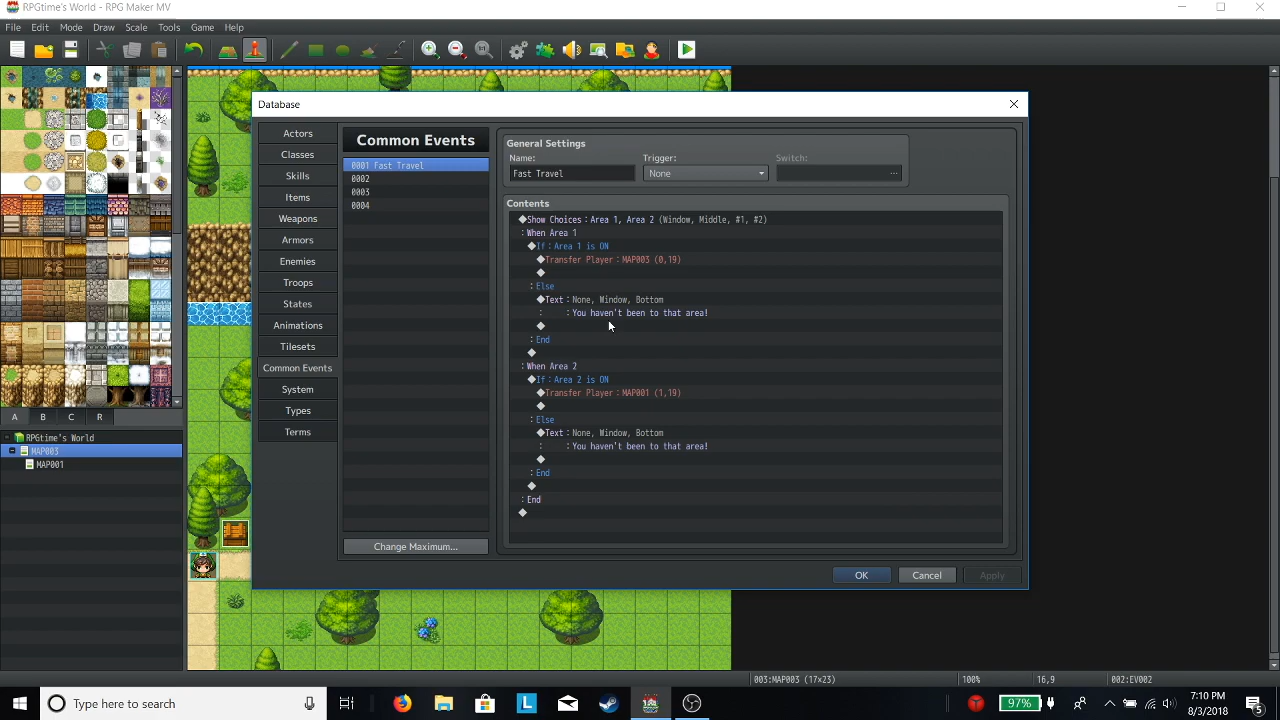 RPGtime's World - RPG Maker MV
File Edit Mode Draw Scale Tools Game Help
Database
Actors
Classes
Skills
Items
Weapons
Armors
Enemies
Troops
States
Animations
Tilesets
Common Events
System
Types
Terms
Common Events
0001 Fast Travel
0002
0003
0004
Change Maximum...
General Settings
Name: Trigger: Switch:
Fast Travel None ...
Contents
◆Show Choices：Area 1, Area 2 (Window, Middle, #1, #2)
：When Area 1
◆If：Area 1 is ON
◆Transfer Player：MAP003 (0,19)
◆
：Else
◆Text：None, Window, Bottom
：：You haven't been to that area!
◆
：End
◆
：When Area 2
◆If：Area 2 is ON
◆Transfer Player：MAP001 (1,19)
◆
：Else
◆Text：None, Window, Bottom
：：You haven't been to that area!
◆
：End
◆
：End
◆
OK Cancel Apply
A B C R
RPGtime's World
MAP003
MAP001
003:MAP003 (17x23) 100% 16,9 002:EV002
Type here to search
L
97%
7:10 PM
8/3/2018
5